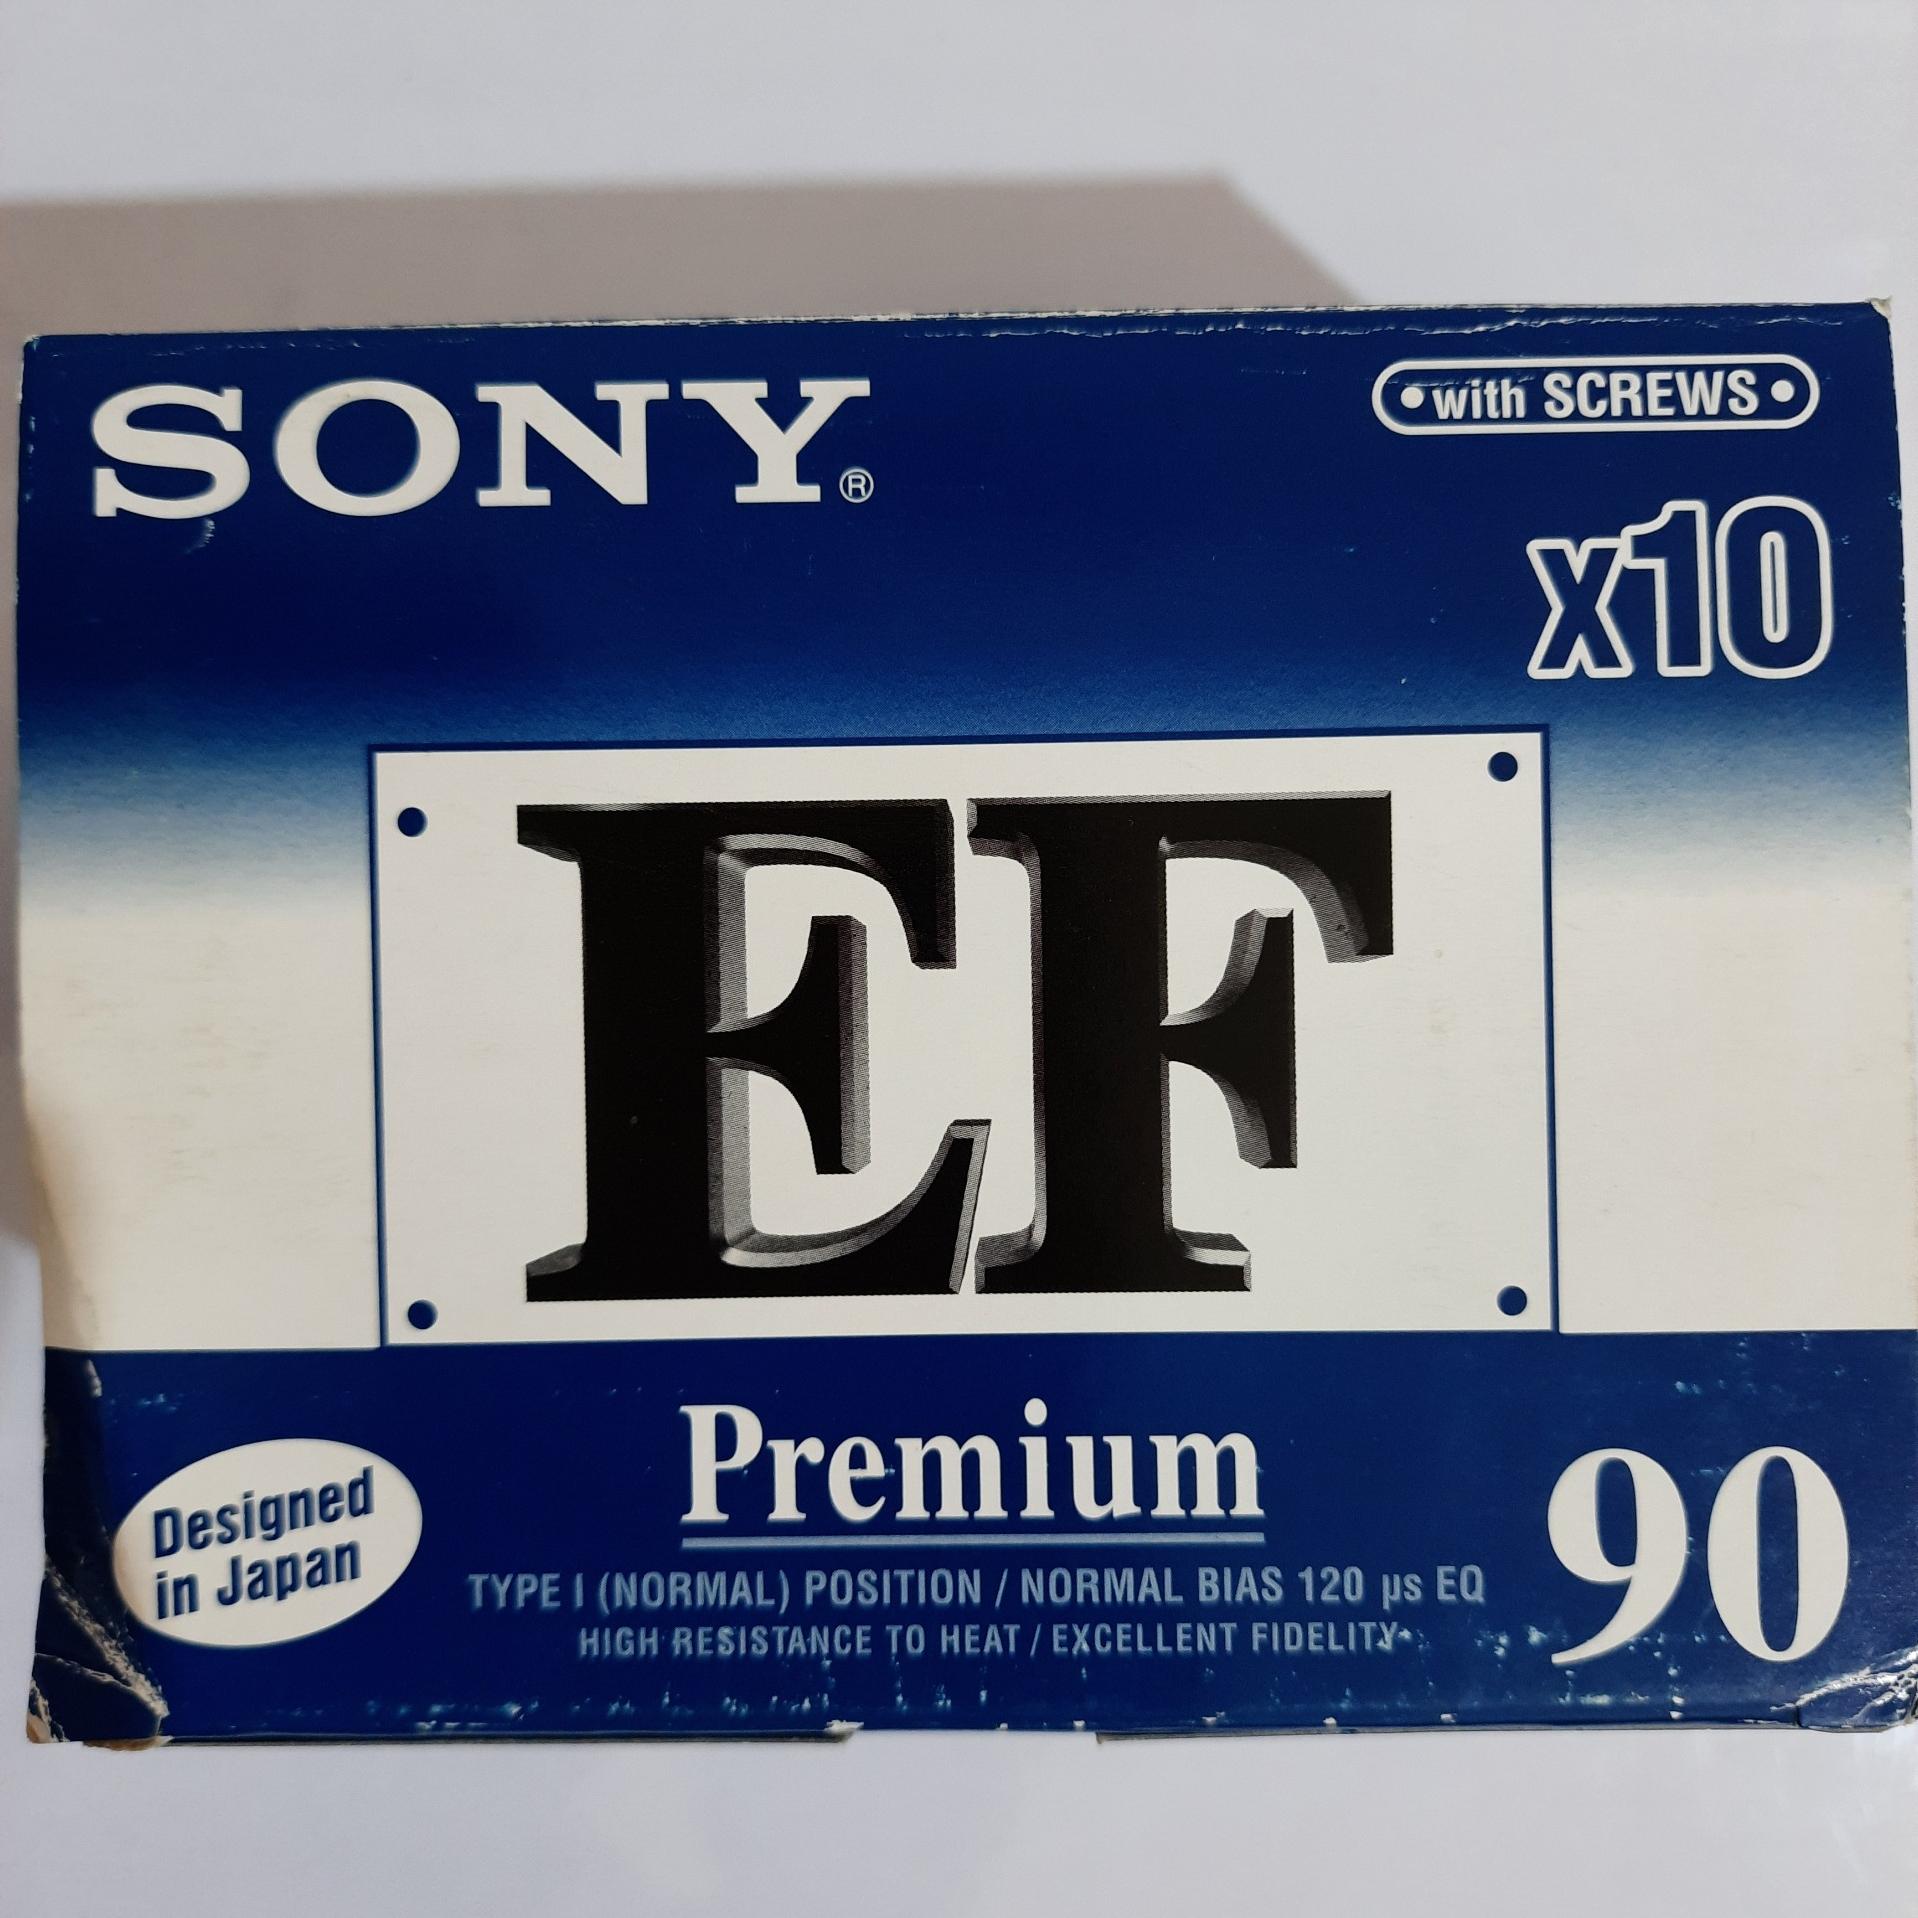 SONY®
• with SCREWS •
x10
EF
Premium
Designed
in Japan
TYPE I (NORMAL) POSITION / NORMAL BIAS 120 µs EQ
HIGH RESISTANCE TO HEAT / EXCELLENT FIDELITY
90